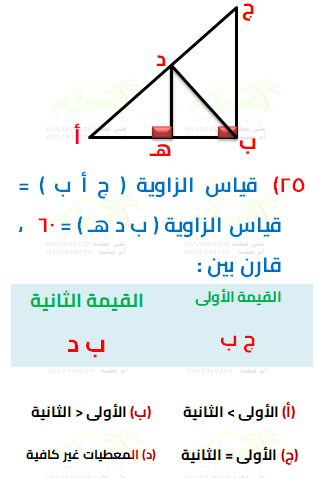 ج
د
أ
هـ
ب
٢٥) قياس الزاوية ( ج أ ب ) =
قياس الزاوية ( ب د هـ ) = ٦٠ ،
قارن بين :
القيمة الأولى القيمة الثانية
ج ب ب د
(أ) الأولى > الثانية (ب) الأولى < الثانية
(ج) الأولى = الثانية (د) المعطيات غير كافية